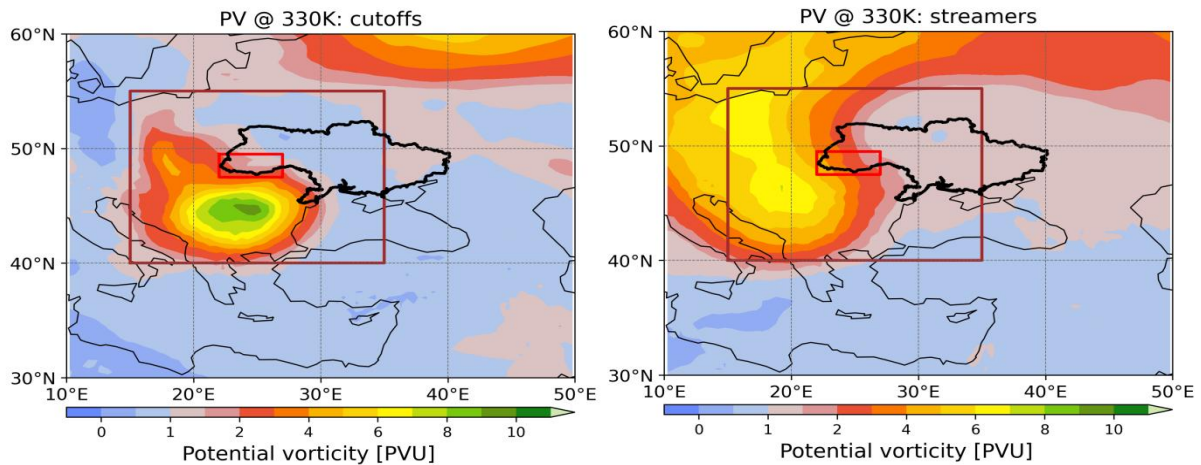 PV @ 330K: cutoffs
60°N
50°N
40°N
30°N
10°E 20°E 30°E 40°E 50°E
0 1 2 4 6 8 10
Potential vorticity [PVU]
PV @ 330K: streamers
60°N
50°N
40°N
30°N
10°E 20°E 30°E 40°E 50°E
0 1 2 4 6 8 10
Potential vorticity [PVU]